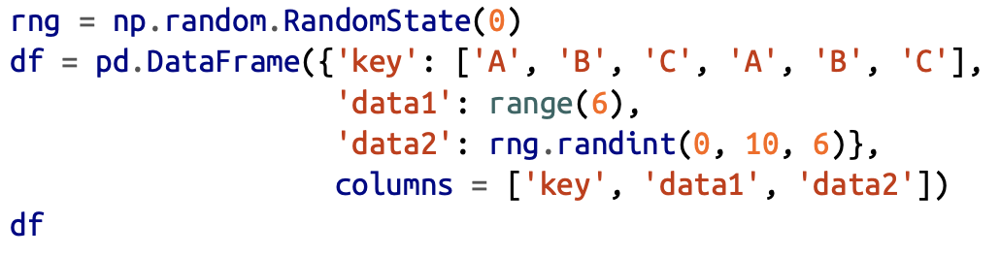 rng = np.random.RandomState(0)
df = pd.DataFrame({'key': ['A', 'B', 'C', 'A', 'B', 'C'],
                   'data1': range(6),
                   'data2': rng.randint(0, 10, 6)},
                   columns = ['key', 'data1', 'data2'])
df